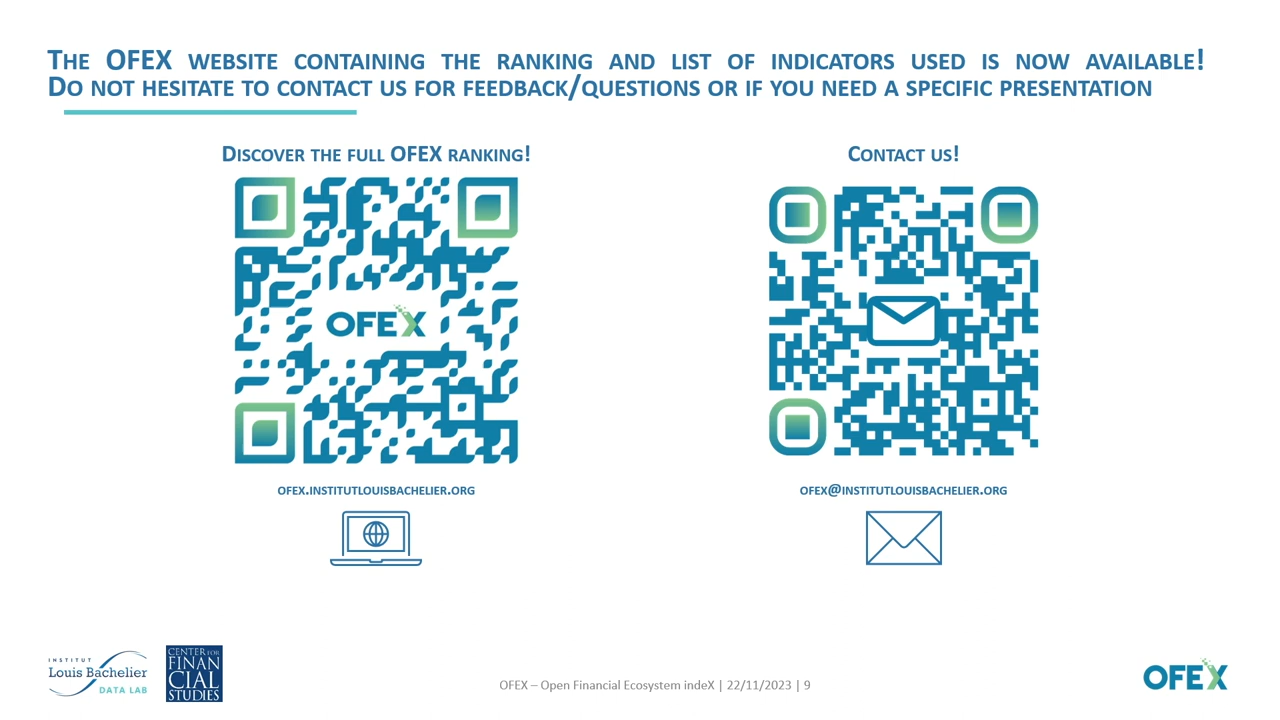 The OFEX website containing the ranking and list of indicators used is now available!
Do not hesitate to contact us for feedback/questions or if you need a specific presentation
Discover the full OFEX ranking!
Contact us!
OFEX
ofex.institutlouisbachelier.org
ofex@institutlouisbachelier.org
INSTITUT
Louis Bachelier
DATA LAB
CENTER FOR
FINAN
CIAL
STUDIES
OFEX – Open Financial Ecosystem indeX | 22/11/2023 | 9
OFEX